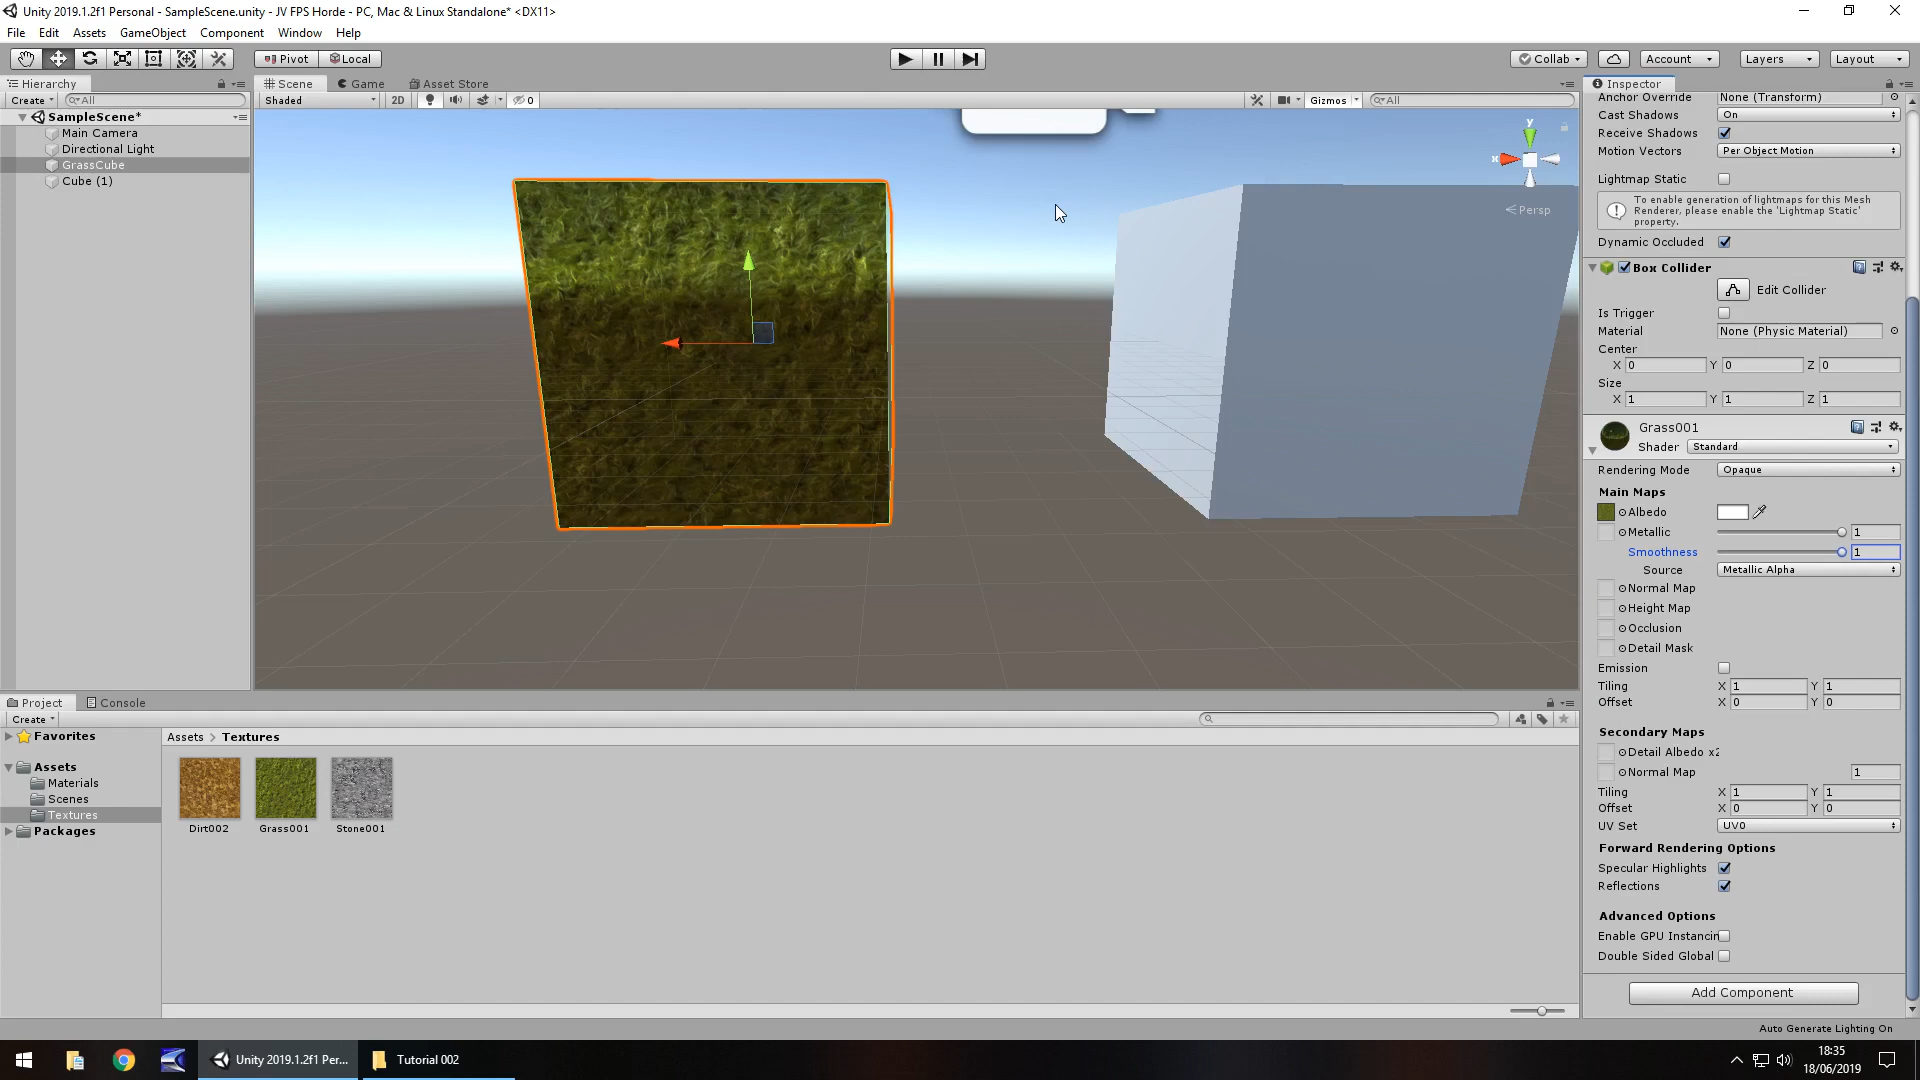 Unity 2019.1.2f1 Personal - SampleScene.unity - JV FPS Horde - PC, Mac & Linux Standalone* <DX11>
File Edit Assets GameObject Component Window Help
Pivot Local Collab Account Layers Layout
Hierarchy Scene Game Asset Store Inspector
Create All Shaded 2D 0 Gizmos All
SampleScene*
Main Camera
Directional Light
GrassCube
Cube (1)
y
x
Persp
Anchor Override None (Transform)
Cast Shadows On
Receive Shadows
Motion Vectors Per Object Motion
Lightmap Static
To enable generation of lightmaps for this Mesh
Renderer, please enable the 'Lightmap Static'
property.
Dynamic Occluded
Box Collider
Edit Collider
Is Trigger
Material None (Physic Material)
Center
X 0 Y 0 Z 0
Size
X 1 Y 1 Z 1
Grass001
Shader Standard
Rendering Mode Opaque
Main Maps
Albedo
Metallic 1
Smoothness 1
Source Metallic Alpha
Normal Map
Height Map
Occlusion
Detail Mask
Emission
Tiling X 1 Y 1
Offset X 0 Y 0
Secondary Maps
Detail Albedo x2
Normal Map 1
Tiling X 1 Y 1
Offset X 0 Y 0
UV Set UV0
Forward Rendering Options
Specular Highlights
Reflections
Advanced Options
Enable GPU Instancin
Double Sided Global
Add Component
Project Console
Create
Favorites
Assets
Materials
Scenes
Textures
Packages
Assets > Textures
Dirt002 Grass001 Stone001
Auto Generate Lighting On
Unity 2019.1.2f1 Per... Tutorial 002
18:35
18/06/2019